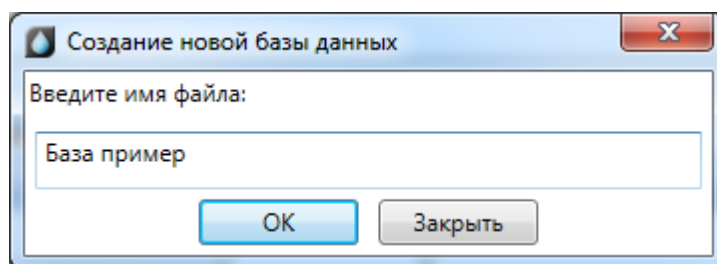 Создание новой базы данных
Введите имя файла:
База пример
OK
Закрыть